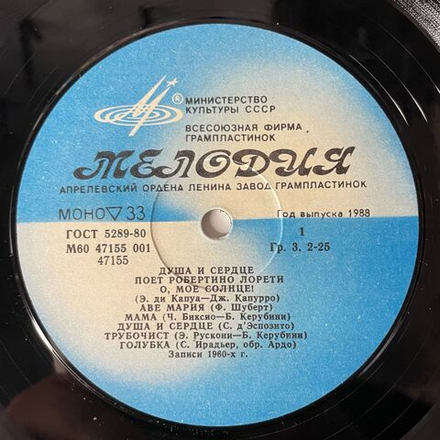 ®
МИНИСТЕРСТВО
КУЛЬТУРЫ СССР
ВСЕСОЮЗНАЯ ФИРМА
ГРАМПЛАСТИНОК
МЕЛОДИЯ
АПРЕЛЕВСКИЙ ОРДЕНА ЛЕНИНА ЗАВОД ГРАМПЛАСТИНОК
МОНО ▽ 33
Год выпуска 1988
ГОСТ 5289-80
1
М60 47155 001
Гр. 3. 2-25
47155
ДУША И СЕРДЦЕ
ПОЕТ РОБЕРТИНО ЛОРЕТИ
О, МОЕ СОЛНЦЕ!
(Э. ди Капуа—Дж. Капурро)
АВЕ МАРИЯ (Ф. Шуберт)
МАМА (Ч. Биксио—Б. Керубини)
ДУША И СЕРДЦЕ (С. д'Эспозито)
ТРУБОЧИСТ (Э. Рускони—Б. Керубини)
ГОЛУБКА (С. Ирадьер, обр. Ардо)
Записи 1960-х г.